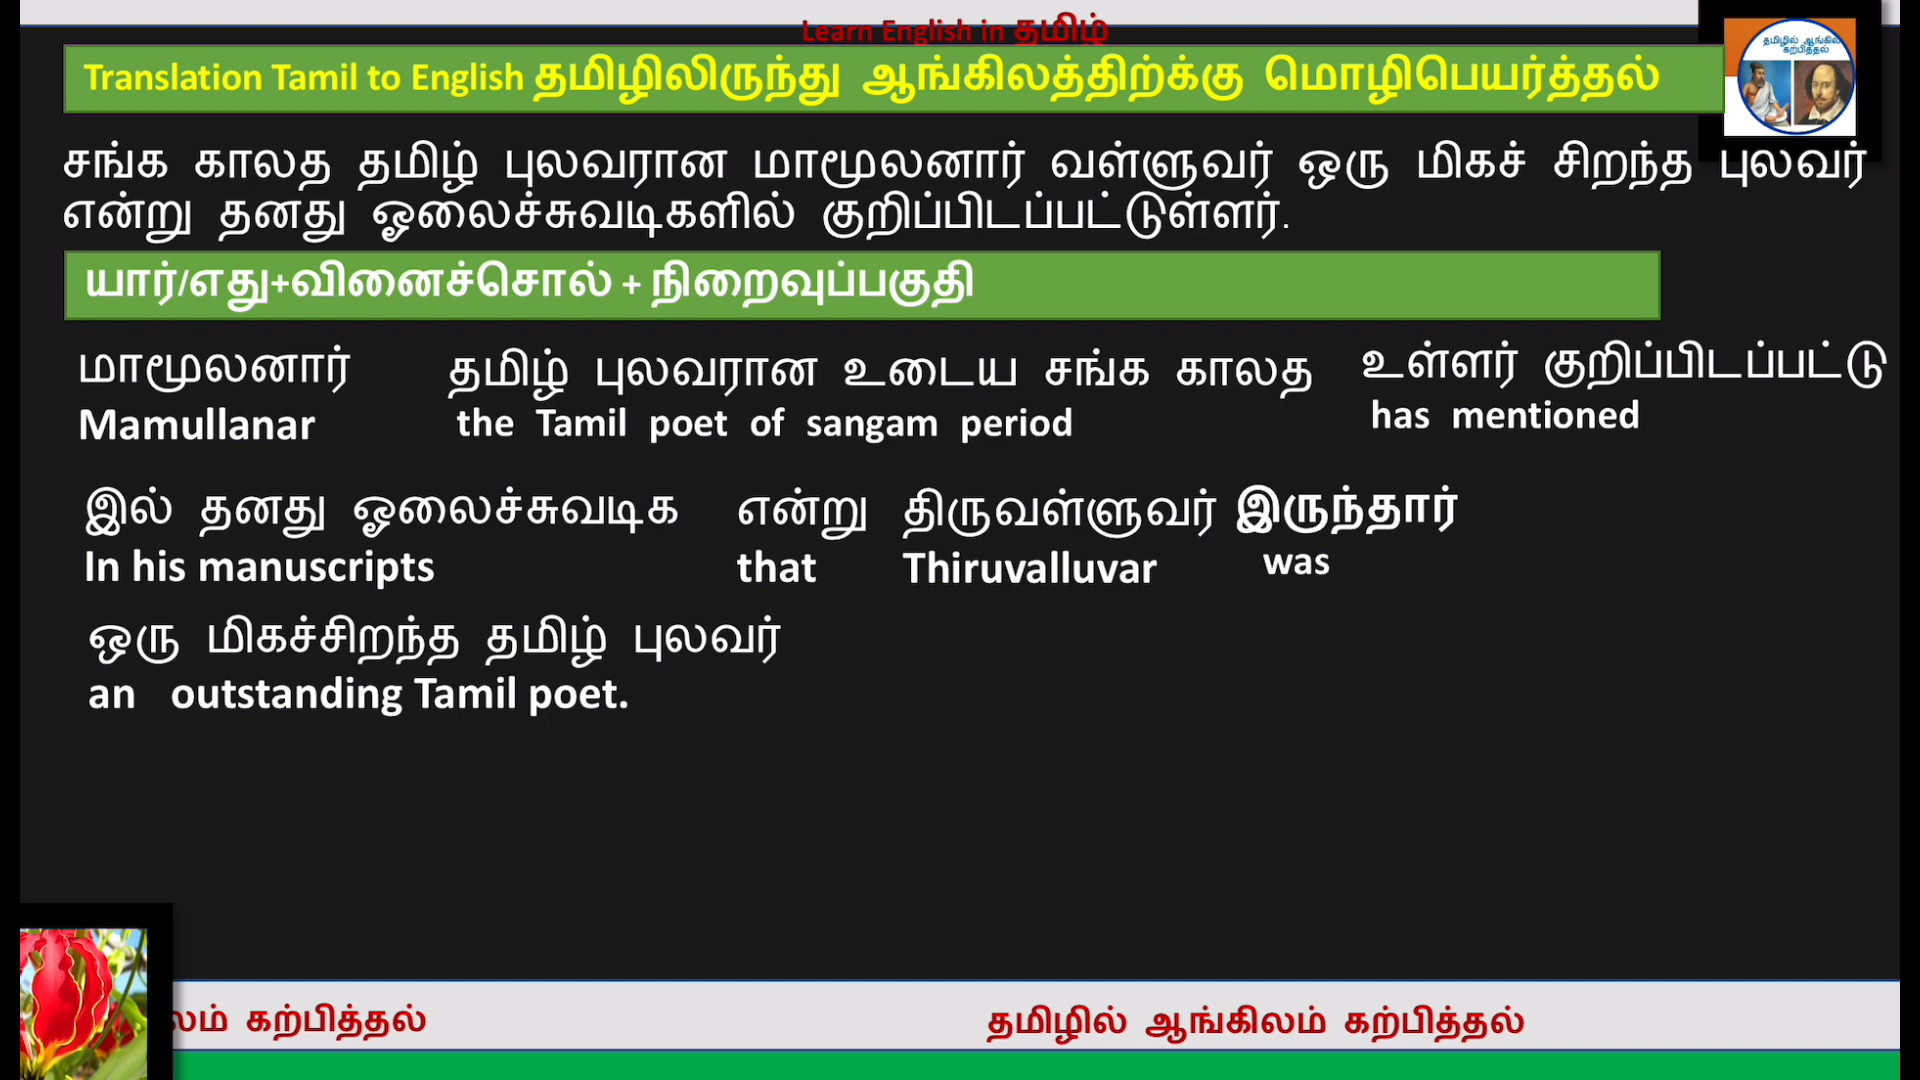 Learn English in தமிழ்
Translation Tamil to English தமிழிலிருந்து ஆங்கிலத்திற்க்கு மொழிபெயர்த்தல்
தமிழில் ஆங்கில
கற்பித்தல்
சங்க காலத தமிழ் புலவரான மாமூலனார் வள்ளுவர் ஒரு மிகச் சிறந்த புலவர்
என்று தனது ஓலைச்சுவடிகளில் குறிப்பிடப்பட்டுள்ளர்.
யார்/எது+வினைச்சொல் + நிறைவுப்பகுதி
மாமூலனார் தமிழ் புலவரான உடைய சங்க காலத உள்ளர் குறிப்பிடப்பட்டு
Mamullanar the Tamil poet of sangam period has mentioned
இல் தனது ஓலைச்சுவடிக என்று திருவள்ளுவர் இருந்தார்
In his manuscripts that Thiruvalluvar was
ஒரு மிகச்சிறந்த தமிழ் புலவர்
an outstanding Tamil poet.
லம் கற்பித்தல் தமிழில் ஆங்கிலம் கற்பித்தல்